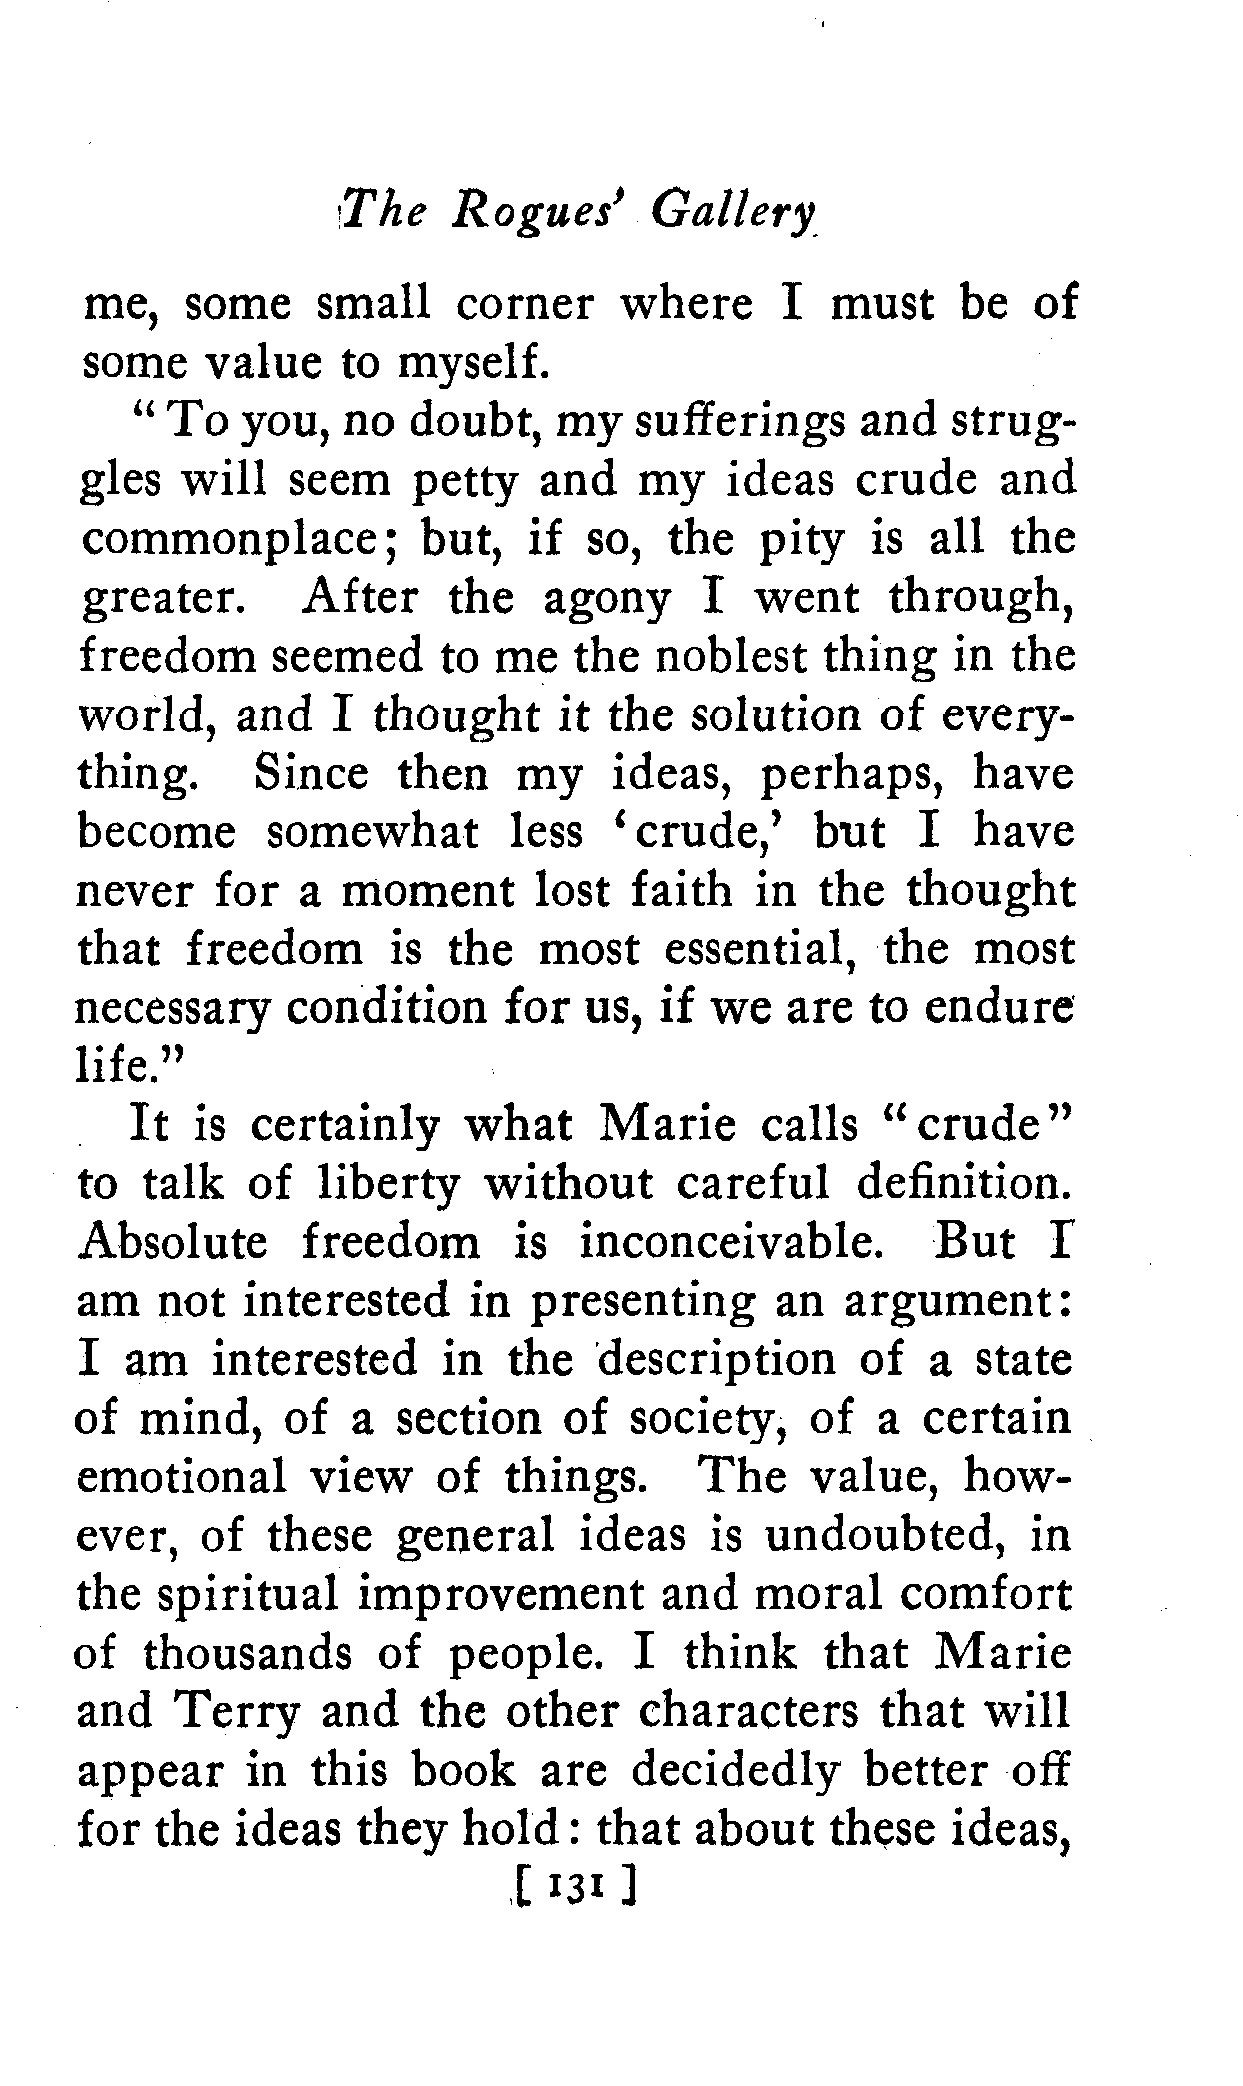 The Rogues' Gallery
me, some small corner where I must be of
some value to myself.
" To you, no doubt, my sufferings and strug-
gles will seem petty and my ideas crude and
commonplace; but, if so, the pity is all the
greater. After the agony I went through,
freedom seemed to me the noblest thing in the
world, and I thought it the solution of every-
thing. Since then my ideas, perhaps, have
become somewhat less 'crude,' but I have
never for a moment lost faith in the thought
that freedom is the most essential, the most
necessary condition for us, if we are to endure
life."
It is certainly what Marie calls "crude"
to talk of liberty without careful definition.
Absolute freedom is inconceivable. But I
am not interested in presenting an argument:
I am interested in the description of a state
of mind, of a section of society, of a certain
emotional view of things. The value, how-
ever, of these general ideas is undoubted, in
the spiritual improvement and moral comfort
of thousands of people. I think that Marie
and Terry and the other characters that will
appear in this book are decidedly better off
for the ideas they hold: that about these ideas,
[ 131 ]